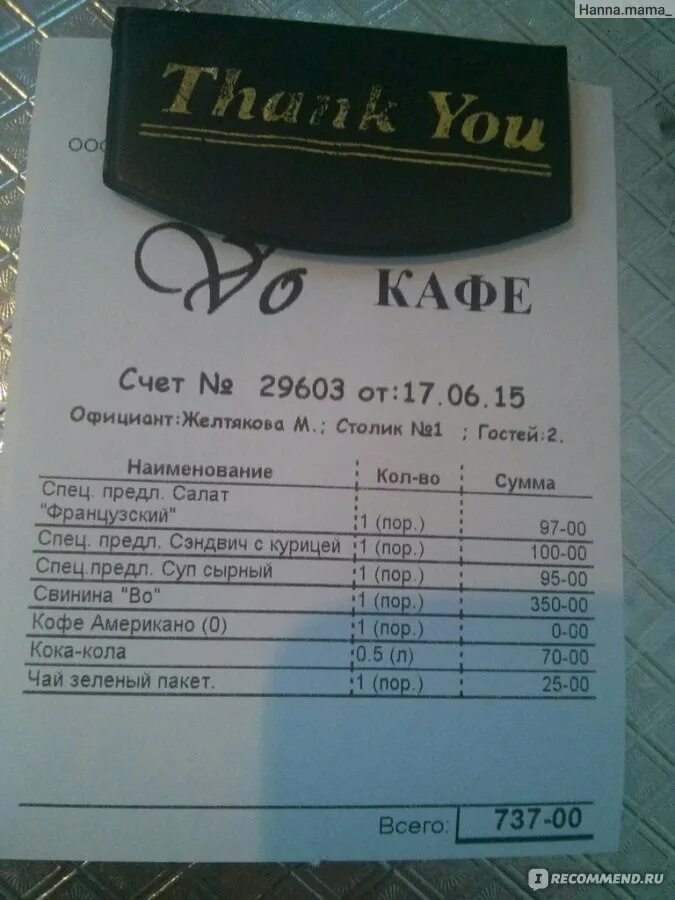 Hanna.mama_
Thank You
ООО
Vo КАФЕ
Счет № 29603 от:17.06.15
Официант:Желтякова М.; Столик №1 ; Гостей:2.
Наименование Кол-во Сумма
Спец. предл. Салат
"Французский" 1 (пор.) 97-00
Спец. предл. Сэндвич с курицей 1 (пор.) 100-00
Спец.предл. Суп сырный 1 (пор.) 95-00
Свинина "Во" 1 (пор.) 350-00
Кофе Американо (0) 1 (пор.) 0-00
Кока-кола 0.5 (л) 70-00
Чай зеленый пакет. 1 (пор.) 25-00
Всего: 737-00
IRECOMMEND.RU